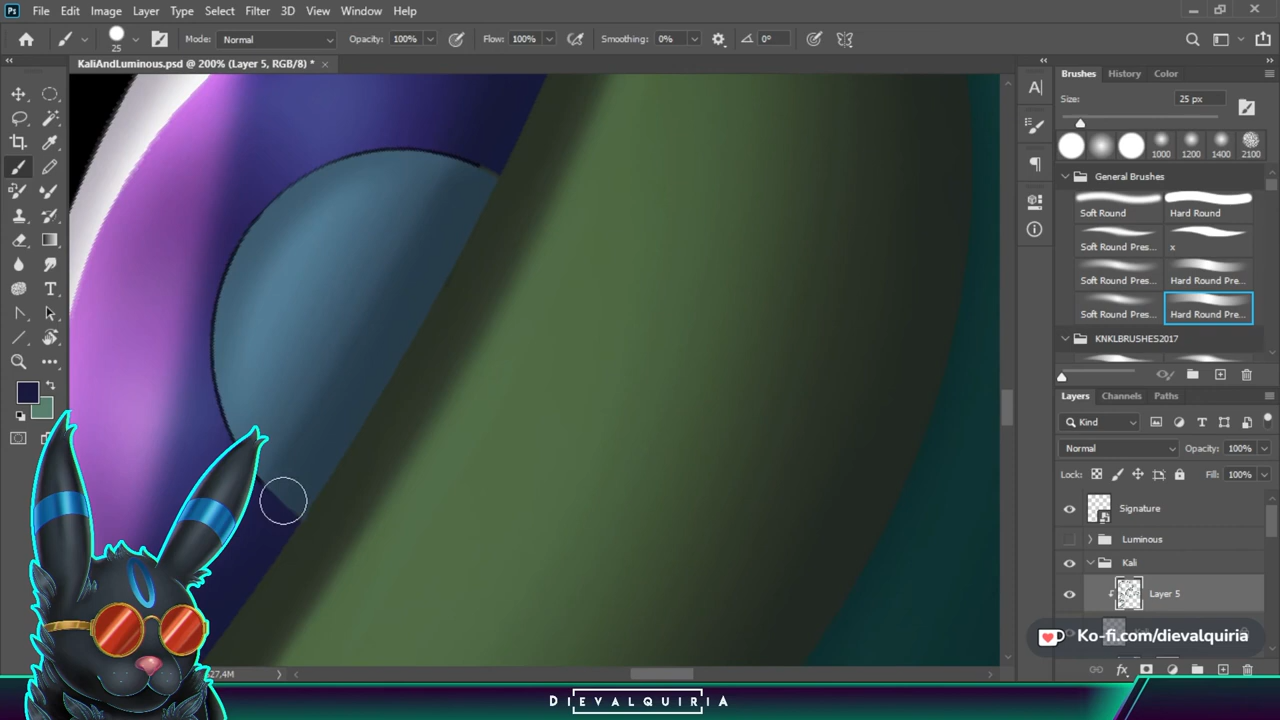 Ps File Edit Image Layer Type Select Filter 3D View Window Help
25 Mode: Normal Opacity: 100% Flow: 100% Smoothing: 0% 0°
KaliAndLuminous.psd @ 200% (Layer 5, RGB/8) *
Brushes History Color
Size: 25 px
1000 1200 1400 2100
General Brushes
Soft Round Hard Round
Soft Round Pres... x
Soft Round Pres... Hard Round Pre...
Soft Round Pres... Hard Round Pre...
KNKLBRUSHES2017
Layers Channels Paths
Kind
Normal Opacity: 100%
Lock: Fill: 100%
Signature
Luminous
Kali
Layer 5
Ko-fi.com/dievalquiria
27,4M
DIEVALQUIRIA